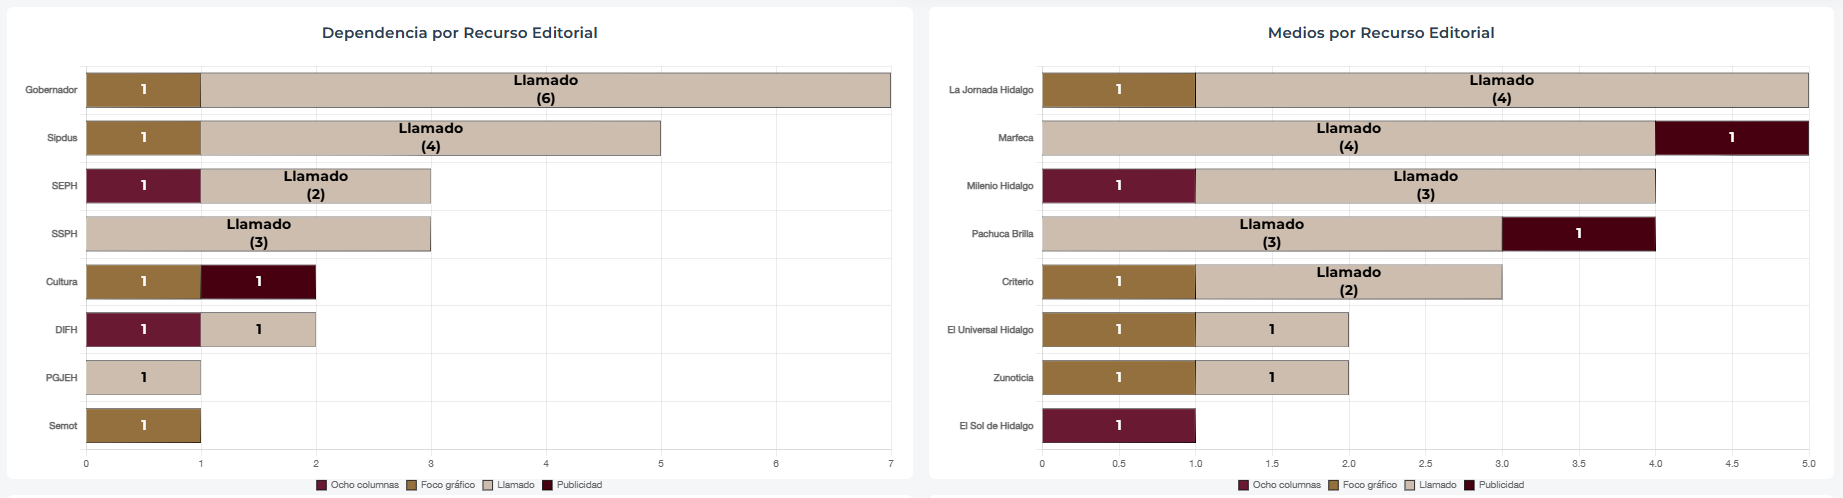 Dependencia por Recurso Editorial
Gobernador
1
Llamado
(6)
Sipdus
1
Llamado
(4)
SEPH
1
Llamado
(2)
SSPH
Llamado
(3)
Cultura
1
1
DIFH
1
1
PGJEH
1
Semot
1
0 1 2 3 4 5 6 7
Ocho columnas Foco gráfico Llamado Publicidad
Medios por Recurso Editorial
La Jornada Hidalgo
1
Llamado
(4)
Marfeca
Llamado
(4)
1
Milenio Hidalgo
1
Llamado
(3)
Pachuca Brilla
Llamado
(3)
1
Criterio
1
Llamado
(2)
El Universal Hidalgo
1
1
Zunoticia
1
1
El Sol de Hidalgo
1
0 0.5 1.0 1.5 2.0 2.5 3.0 3.5 4.0 4.5 5.0
Ocho columnas Foco gráfico Llamado Publicidad